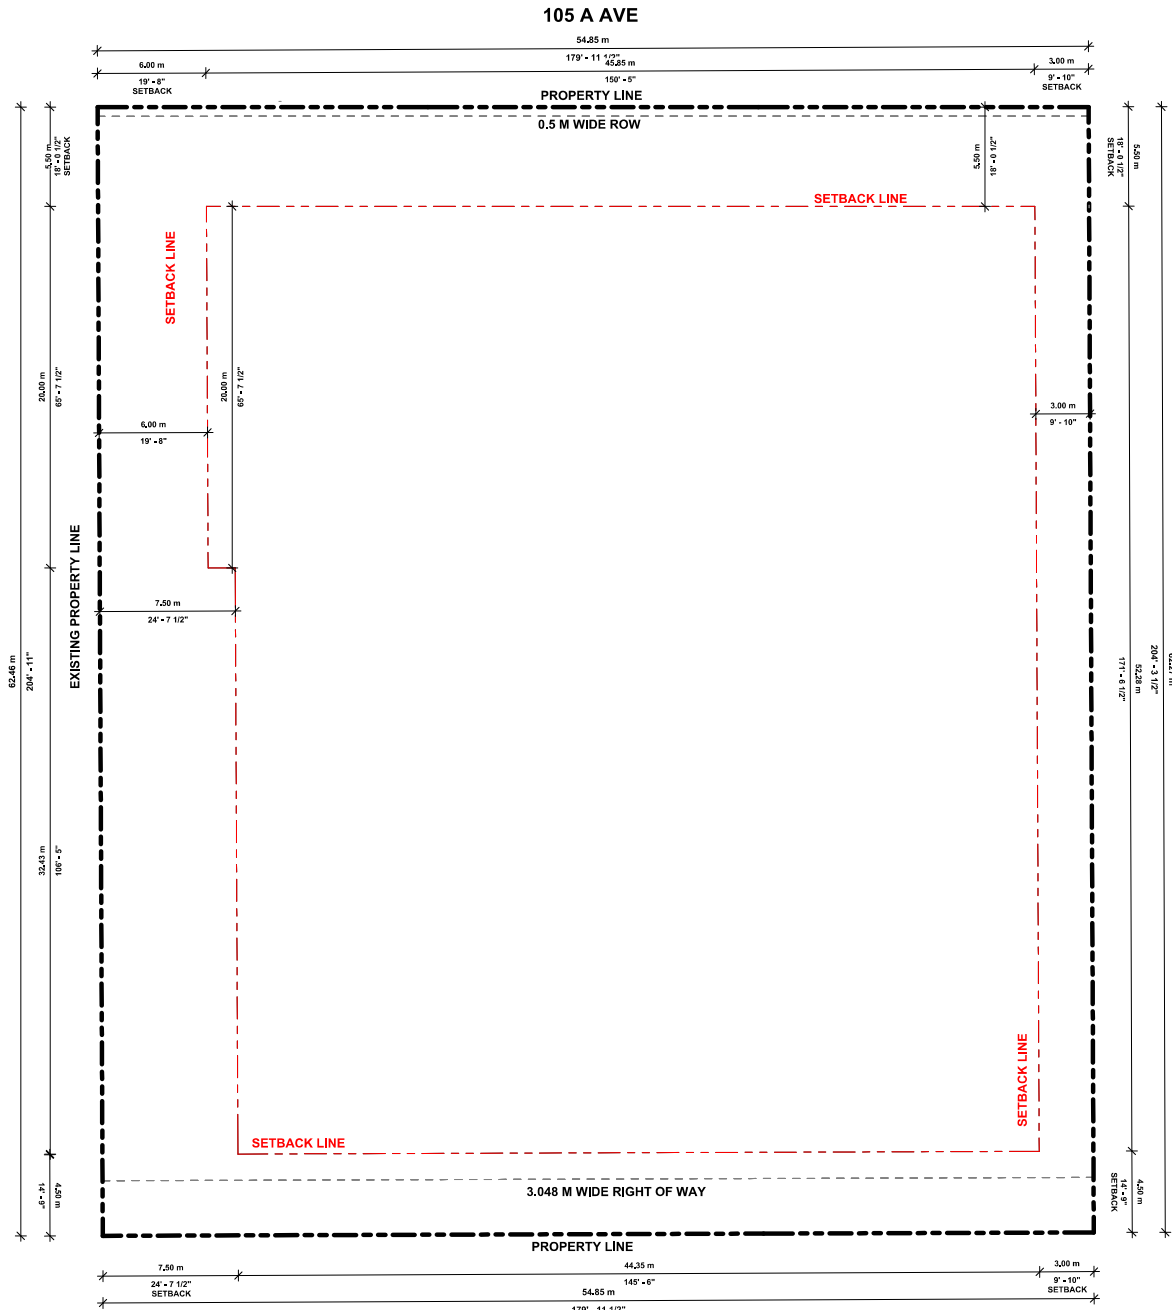 105 A AVE
54.85 m
179' - 11 1/2"
6.00 m
19' - 8"
SETBACK
45.85 m
150' - 5"
3.00 m
9' - 10"
SETBACK
PROPERTY LINE
0.5 M WIDE ROW
5.50 m
18' - 0 1/2"
SETBACK
5.50 m
18' - 0 1/2"
5.50 m
18' - 0 1/2"
SETBACK
SETBACK LINE
SETBACK LINE
20.00 m
65' - 7 1/2"
20.00 m
65' - 7 1/2"
6.00 m
19' - 8"
3.00 m
9' - 10"
EXISTING PROPERTY LINE
7.50 m
24' - 7 1/2"
62.46 m
204' - 11"
52.28 m
171' - 6 1/2"
204' - 3 1/2"
32.43 m
106' - 5"
SETBACK LINE
SETBACK LINE
4.50 m
14' - 9"
3.048 M WIDE RIGHT OF WAY
4.50 m
14' - 9"
SETBACK
PROPERTY LINE
7.50 m
24' - 7 1/2"
SETBACK
44.35 m
145' - 6"
3.00 m
9' - 10"
SETBACK
54.85 m
179' - 11 1/2"